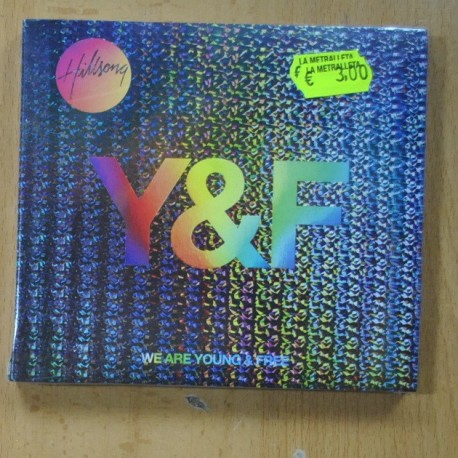 Hillsong
LA METRALLETA
€ LA METRALLETA
€ 3.00
Y&F
WE ARE YOUNG & FREE